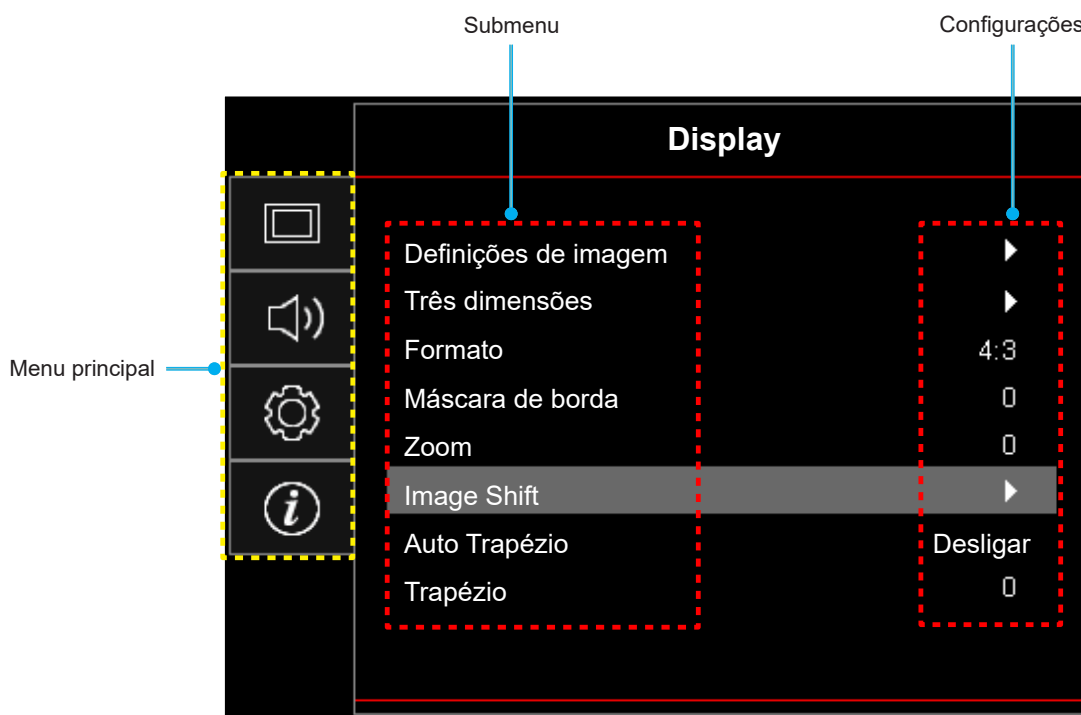 Submenu
Configurações
Display
Definições de imagem
Três dimensões
Formato 4:3
Menu principal
Máscara de borda 0
Zoom 0
Image Shift
Auto Trapézio Desligar
Trapézio 0